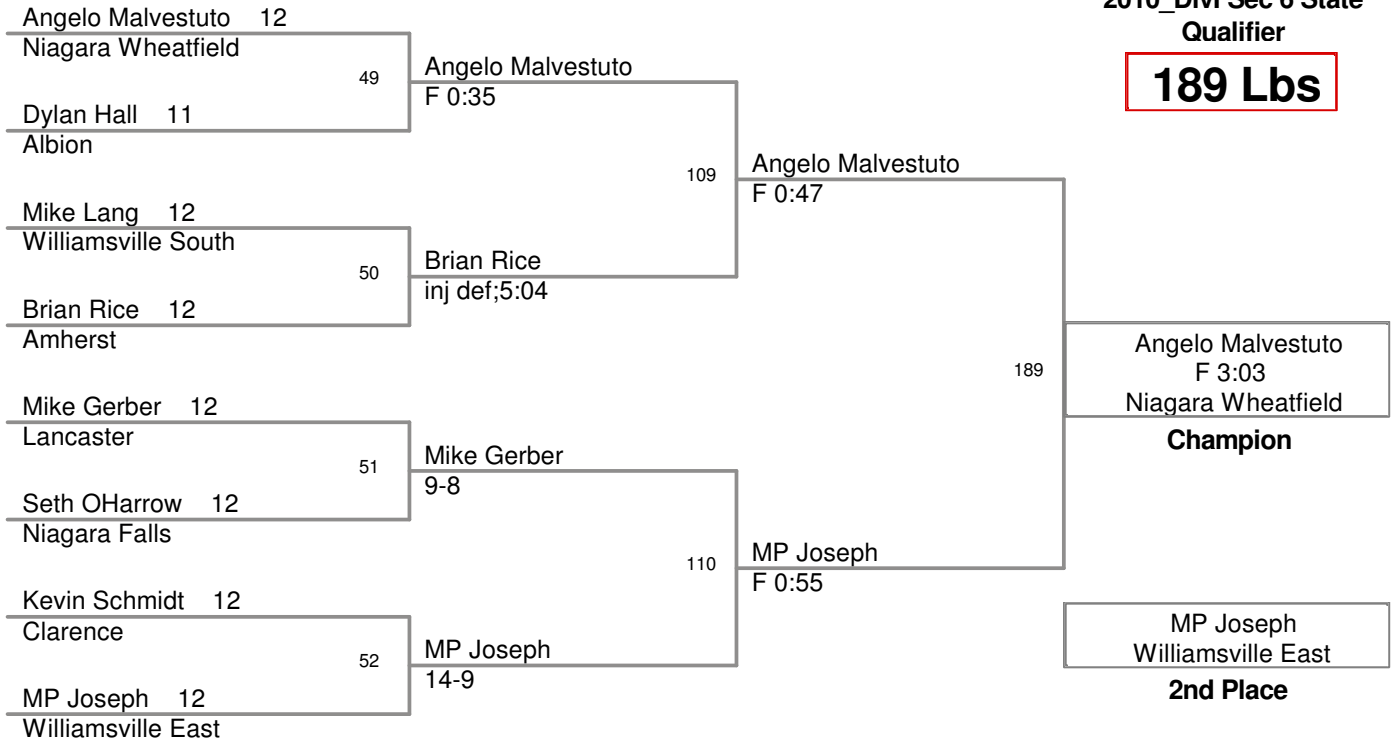 2010_DivI Sec 6 State
Qualifier
189 Lbs
Angelo Malvestuto 12
Niagara Wheatfield
49
Dylan Hall 11
Albion
Mike Lang 12
Williamsville South
50
Brian Rice 12
Amherst
Mike Gerber 12
Lancaster
51
Seth OHarrow 12
Niagara Falls
Kevin Schmidt 12
Clarence
52
MP Joseph 12
Williamsville East
Angelo Malvestuto
F 0:35
109
Brian Rice
inj def;5:04
Mike Gerber
9-8
110
MP Joseph
14-9
Angelo Malvestuto
F 0:47
189
MP Joseph
F 0:55
Angelo Malvestuto
F 3:03
Niagara Wheatfield
Champion
MP Joseph
Williamsville East
2nd Place